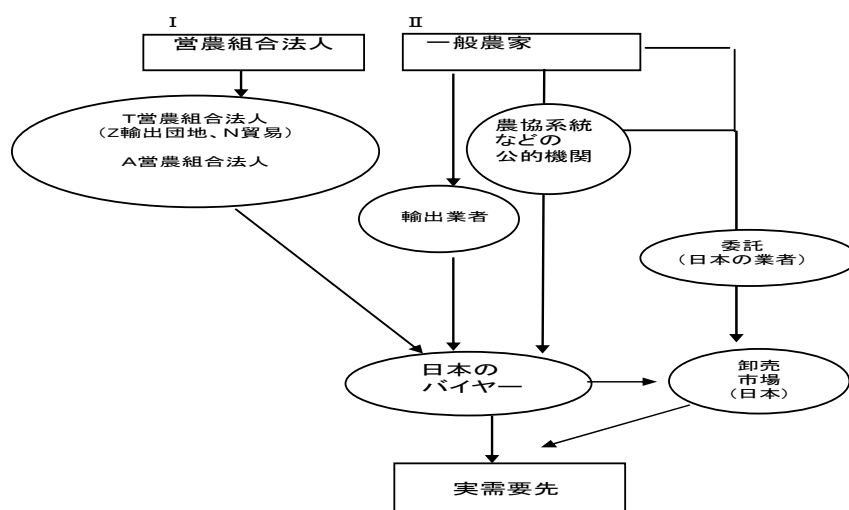 Ⅰ
Ⅱ
営農組合法人
一般農家
T営農組合法人
(Z輸出団地、N貿易)
A営農組合法人
農協系統
などの
公的機関
輸出業者
委託
(日本の業者)
日本の
バイヤー
卸売
市場
(日本)
実需要先